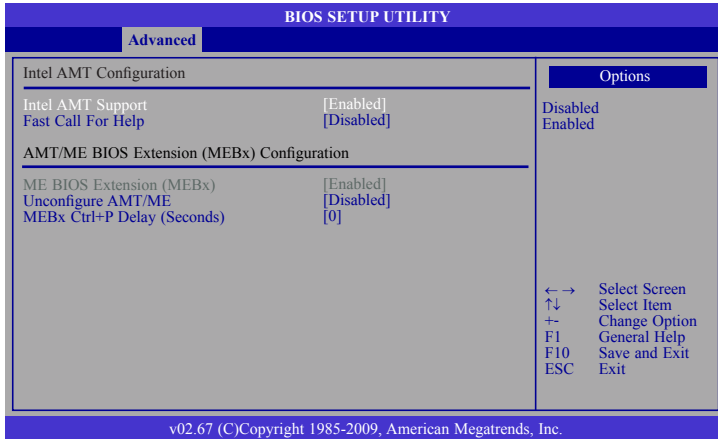 BIOS SETUP UTILITY
Advanced
Intel AMT Configuration
Intel AMT Support [Enabled]
Fast Call For Help [Disabled]
AMT/ME BIOS Extension (MEBx) Configuration
ME BIOS Extension (MEBx) [Enabled]
Unconfigure AMT/ME [Disabled]
MEBx Ctrl+P Delay (Seconds) [0]
Options
Disabled
Enabled
←→ Select Screen
↑↓ Select Item
+- Change Option
F1 General Help
F10 Save and Exit
ESC Exit
v02.67 (C)Copyright 1985-2009, American Megatrends, Inc.